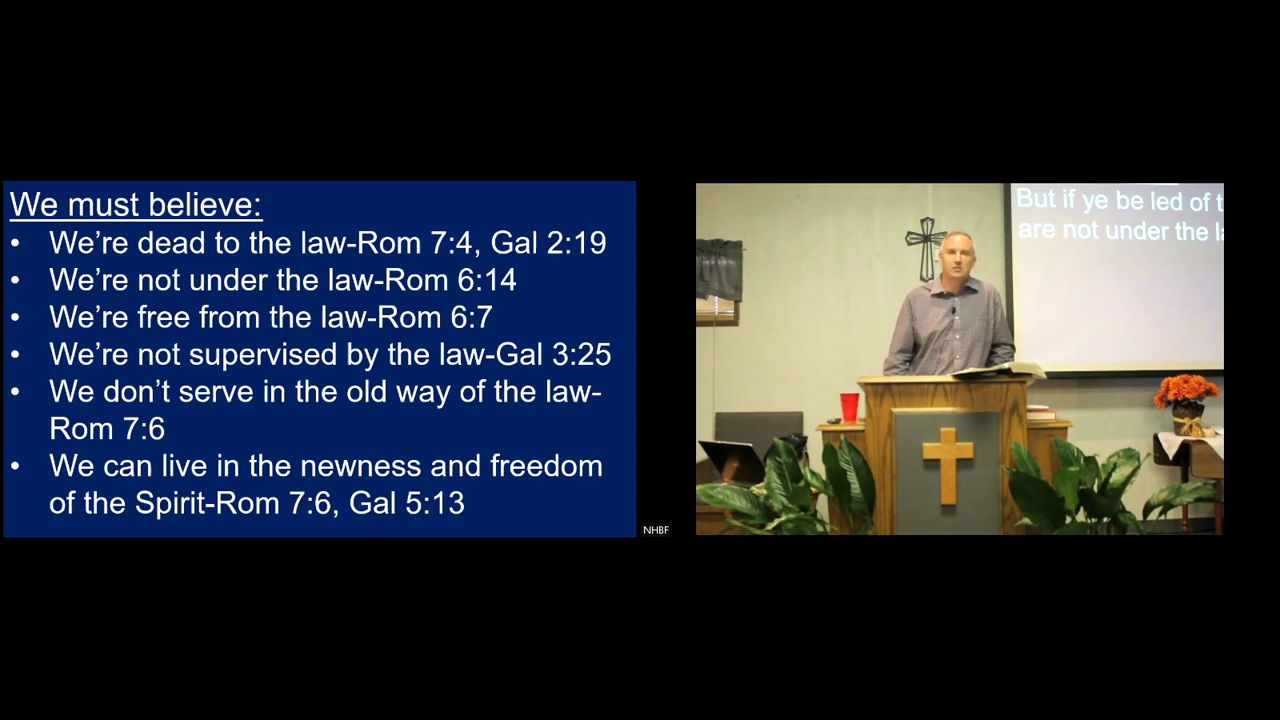 We must believe:
• We're dead to the law-Rom 7:4, Gal 2:19
• We're not under the law-Rom 6:14
• We're free from the law-Rom 6:7
• We're not supervised by the law-Gal 3:25
• We don't serve in the old way of the law-
Rom 7:6
• We can live in the newness and freedom
of the Spirit-Rom 7:6, Gal 5:13
NHBF
But if ye be led of t
are not under the la